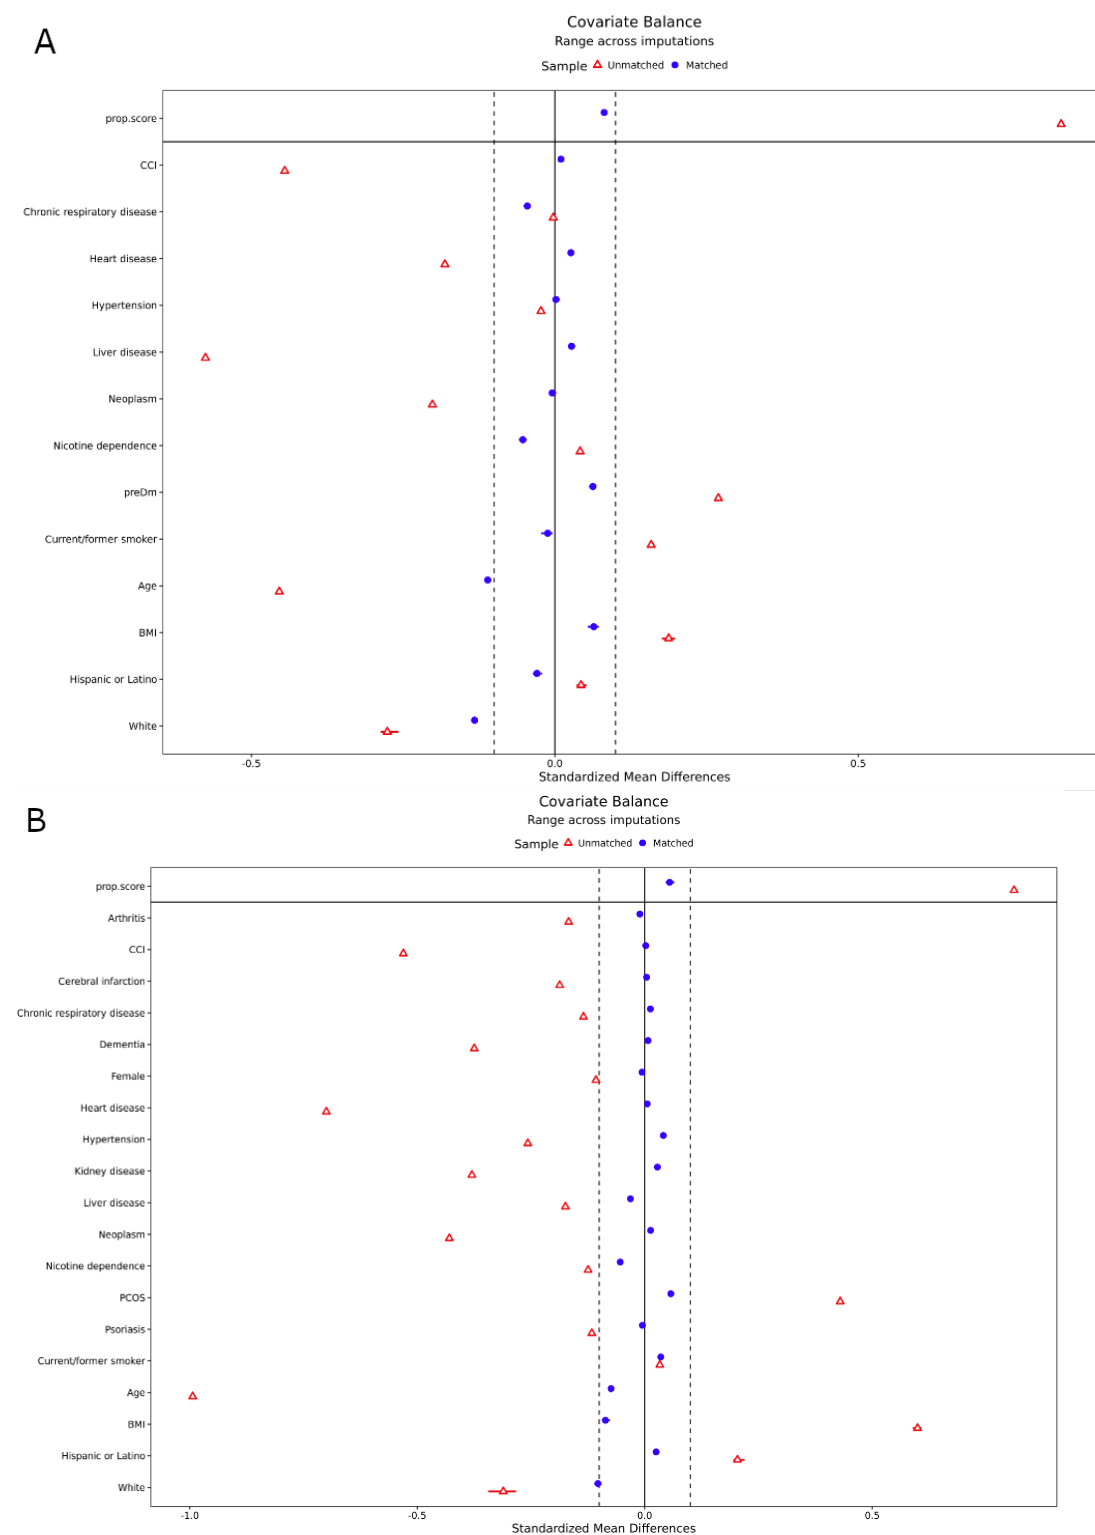 A
Covariate Balance
Range across imputations
Sample Unmatched Matched
prop.score
CCI
Chronic respiratory disease
Heart disease
Hypertension
Liver disease
Neoplasm
Nicotine dependence
preDm
Current/former smoker
Age
BMI
Hispanic or Latino
White
-0.5 0.0 0.5
Standardized Mean Differences
B
Covariate Balance
Range across imputations
Sample Unmatched Matched
prop.score
Arthritis
CCI
Cerebral infarction
Chronic respiratory disease
Dementia
Female
Heart disease
Hypertension
Kidney disease
Liver disease
Neoplasm
Nicotine dependence
PCOS
Psoriasis
Current/former smoker
Age
BMI
Hispanic or Latino
White
-1.0 -0.5 0.0 0.5
Standardized Mean Differences